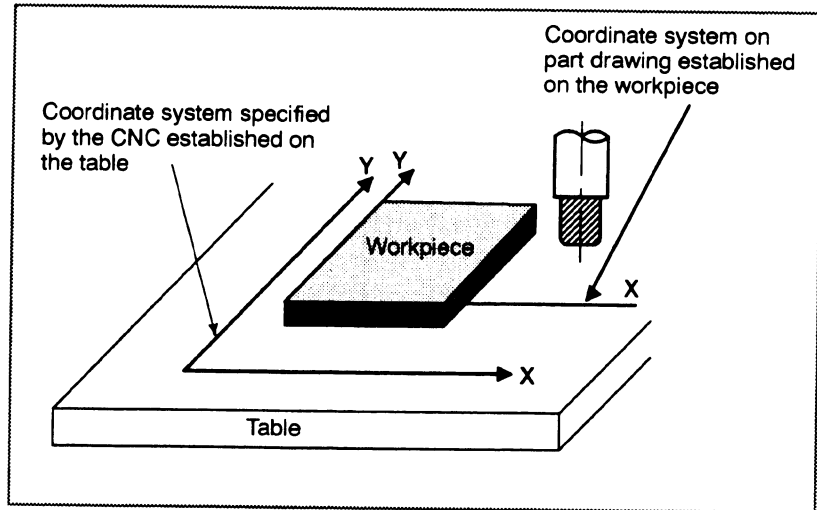 Coordinate system on
part drawing established
on the workpiece
Coordinate system specified
by the CNC established on
the table
Y
Y
Workpiece
X
X
Table